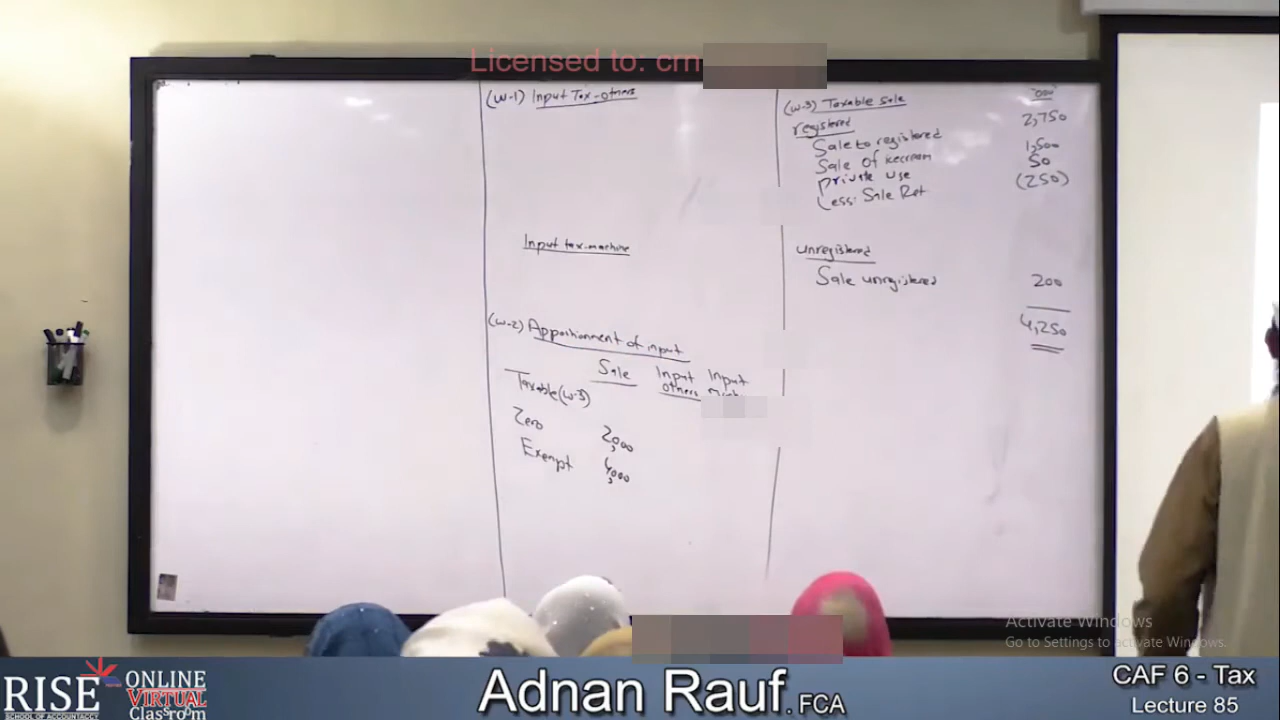 Licensed to: cm
(W-1) Input Tax-others
Input tax-machine
(W-2) Apportionment of input
Sale Input others Input
Taxable (W-3)
Zero 2,000
Exempt 4,000
(W-3) Taxable Sale "000"
registered
Sale to registered 2,750
Sale of 1,500
Private use 50
Less: Sale Ret (250)
unregistered
Sale unregistered 200
4,250
Activate Windows
Go to Settings to activate Windows.
RISE
SCHOOL OF ACCOUNTANCY
ONLINE
VIRTUAL
Classroom
Adnan Rauf. FCA
CAF 6 - Tax
Lecture 85